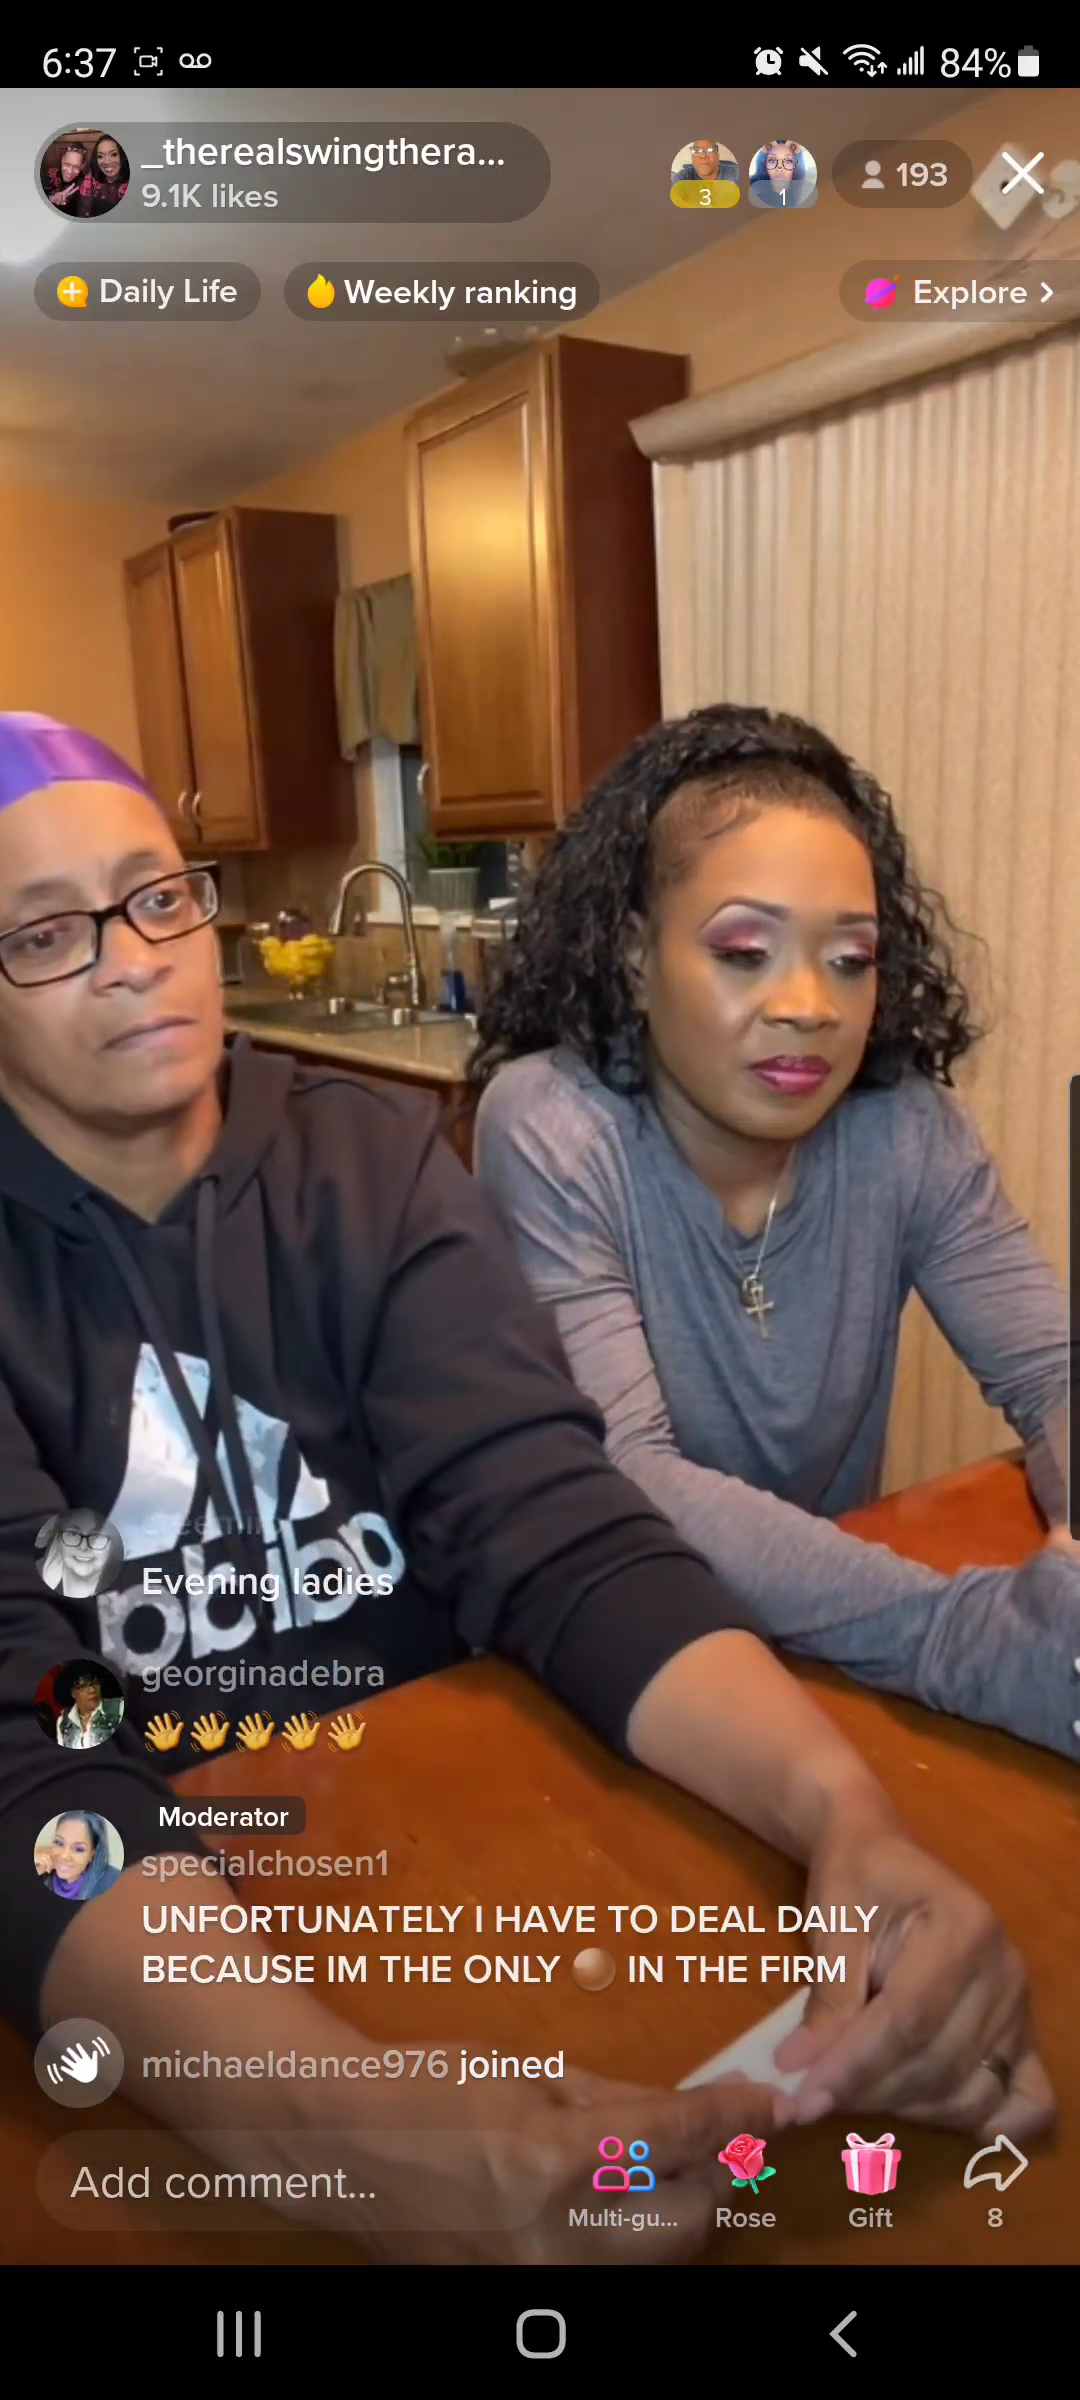 6:37
84%
_therealswingthera...
9.1K likes
3
1
193
Daily Life
Weekly ranking
Explore
adidas
Evening ladies
georginadebra
👋👋👋👋👋
Moderator
specialchosen1
UNFORTUNATELY I HAVE TO DEAL DAILY
BECAUSE IM THE ONLY 🟤 IN THE FIRM
michaeldance976 joined
Add comment...
Multi-gu...
Rose
Gift
8